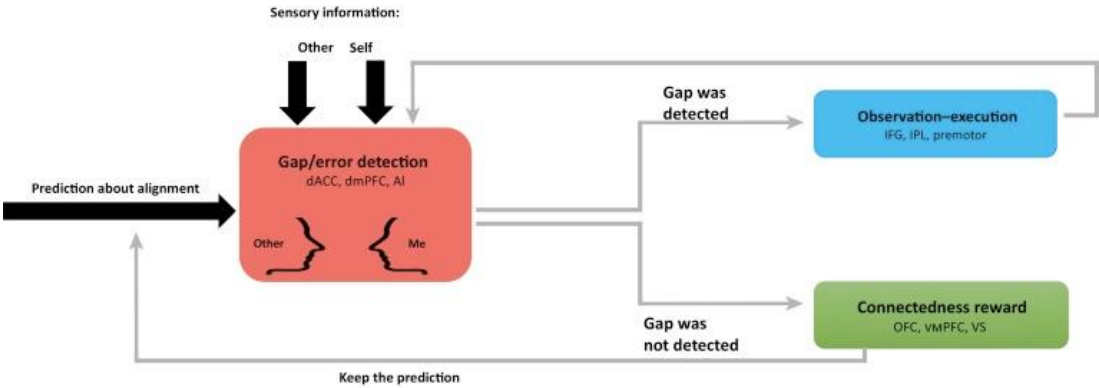 Sensory information:
Other Self
Gap was
detected
Observation–execution
IFG, IPL, premotor
Gap/error detection
dACC, dmPFC, AI
Prediction about alignment
Other
Me
Connectedness reward
OFC, vMPFC, VS
Gap was
not detected
Keep the prediction